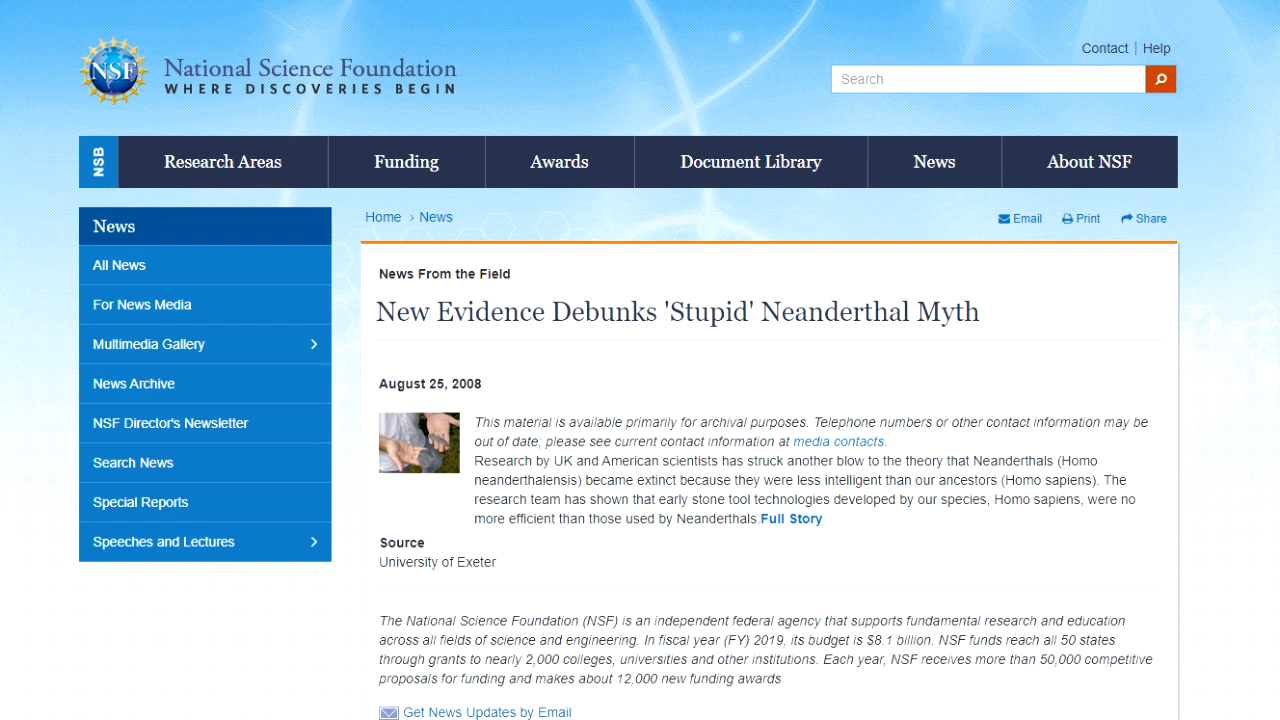 Contact | Help
NSF
National Science Foundation
WHERE DISCOVERIES BEGIN
Search
NSB
Research Areas
Funding
Awards
Document Library
News
About NSF
News
All News
For News Media
Multimedia Gallery
News Archive
NSF Director's Newsletter
Search News
Special Reports
Speeches and Lectures
Home › News
Email
Print
Share
News From the Field
New Evidence Debunks 'Stupid' Neanderthal Myth
August 25, 2008
This material is available primarily for archival purposes. Telephone numbers or other contact information may be
out of date; please see current contact information at media contacts.
Research by UK and American scientists has struck another blow to the theory that Neanderthals (Homo
neanderthalensis) became extinct because they were less intelligent than our ancestors (Homo sapiens). The
research team has shown that early stone tool technologies developed by our species, Homo sapiens, were no
more efficient than those used by Neanderthals.Full Story
Source
University of Exeter
The National Science Foundation (NSF) is an independent federal agency that supports fundamental research and education
across all fields of science and engineering. In fiscal year (FY) 2019, its budget is $8.1 billion. NSF funds reach all 50 states
through grants to nearly 2,000 colleges, universities and other institutions. Each year, NSF receives more than 50,000 competitive
proposals for funding and makes about 12,000 new funding awards.
Get News Updates by Email